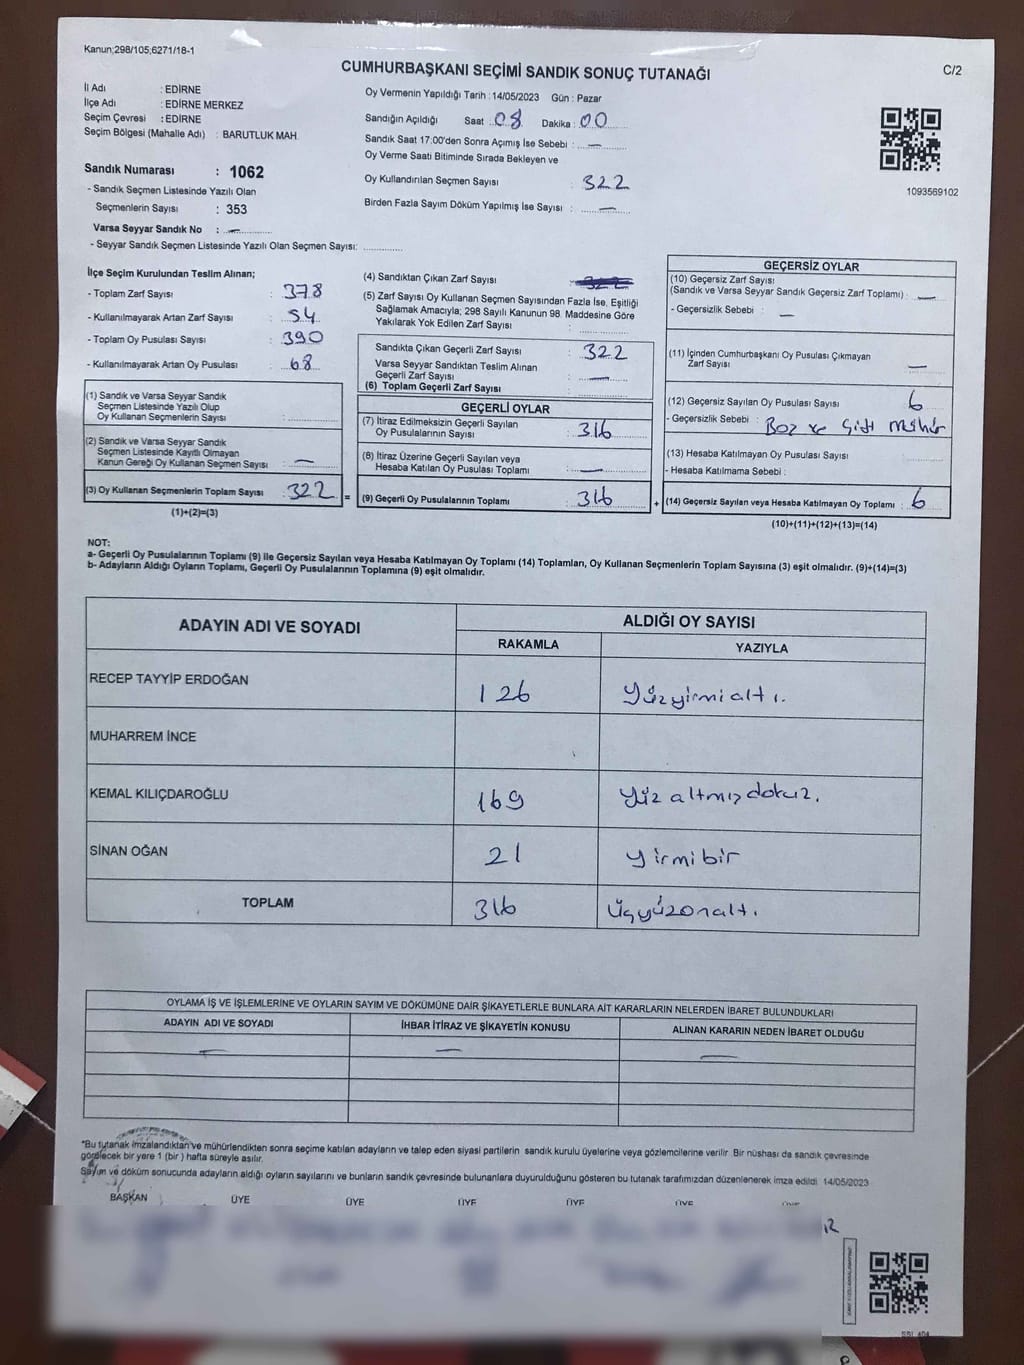 Kanun;298/105;6271/18-1
C/2
CUMHURBAŞKANI SEÇİMİ SANDIK SONUÇ TUTANAĞI
İl Adı : EDİRNE
İlçe Adı : EDİRNE MERKEZ
Seçim Çevresi : EDİRNE
Seçim Bölgesi (Mahalle Adı) : BARUTLUK MAH.
Oy Vermenin Yapıldığı Tarih : 14/05/2023 Gün : Pazar
Sandığın Açıldığı Saat : 08 Dakika : 00
Sandık Saat 17:00'den Sonra Açımış İse Sebebi : —
Oy Verme Saati Bitiminde Sırada Bekleyen ve
Oy Kullandırılan Seçmen Sayısı : 322
Birden Fazla Sayım Döküm Yapılmış İse Sayısı : —
1093569102
Sandık Numarası : 1062
- Sandık Seçmen Listesinde Yazılı Olan
Seçmenlerin Sayısı : 353
Varsa Seyyar Sandık No : —
- Seyyar Sandık Seçmen Listesinde Yazılı Olan Seçmen Sayısı:
İlçe Seçim Kurulundan Teslim Alınan;
- Toplam Zarf Sayısı : 378
- Kullanılmayarak Artan Zarf Sayısı : 54
- Toplam Oy Pusulası Sayısı : 390
- Kullanılmayarak Artan Oy Pusulası : 68
(1) Sandık ve Varsa Seyyar Sandık
Seçmen Listesinde Yazılı Olup
Oy Kullanan Seçmenlerin Sayısı :
(2) Sandık ve Varsa Seyyar Sandık
Seçmen Listesinde Kayıtlı Olmayan
Kanun Gereği Oy Kullanan Seçmen Sayısı : —
(3) Oy Kullanan Seçmenlerin Toplam Sayısı : 322
(1)+(2)=(3)
(4) Sandıktan Çıkan Zarf Sayısı : 322
(5) Zarf Sayısı Oy Kullanan Seçmen Sayısından Fazla İse, Eşitliği
Sağlamak Amacıyla; 298 Sayılı Kanunun 98. Maddesine Göre
Yakılarak Yok Edilen Zarf Sayısı :
Sandıkta Çıkan Geçerli Zarf Sayısı : 322
Varsa Seyyar Sandıktan Teslim Alınan
Geçerli Zarf Sayısı : —
(6) Toplam Geçerli Zarf Sayısı
GEÇERLİ OYLAR
(7) İtiraz Edilmeksizin Geçerli Sayılan
Oy Pusulalarının Sayısı : 316
(8) İtiraz Üzerine Geçerli Sayılan veya
Hesaba Katılan Oy Pusulası Toplamı : —
(9) Geçerli Oy Pusulalarının Toplamı : 316
=
+
GEÇERSİZ OYLAR
(10) Geçersiz Zarf Sayısı
(Sandık ve Varsa Seyyar Sandık Geçersiz Zarf Toplamı) : —
- Geçersizlik Sebebi : —
(11) İçinden Cumhurbaşkanı Oy Pusulası Çıkmayan
Zarf Sayısı : —
(12) Geçersiz Sayılan Oy Pusulası Sayısı : 6
- Geçersizlik Sebebi : Boz ve çift mühür
(13) Hesaba Katılmayan Oy Pusulası Sayısı :
- Hesaba Katılmama Sebebi :
(14) Geçersiz Sayılan veya Hesaba Katılmayan Oy Toplamı : 6
(10)+(11)+(12)+(13)=(14)
NOT:
a- Geçerli Oy Pusulalarının Toplamı (9) ile Geçersiz Sayılan veya Hesaba Katılmayan Oy Toplamı (14) Toplamları, Oy Kullanan Seçmenlerin Toplam Sayısına (3) eşit olmalıdır. (9)+(14)=(3)
b- Adayların Aldığı Oyların Toplamı, Geçerli Oy Pusulalarının Toplamına (9) eşit olmalıdır.
ADAYIN ADI VE SOYADI
ALDIĞI OY SAYISI
RAKAMLA YAZIYLA
RECEP TAYYİP ERDOĞAN 126 Yüzyirmialtı.
MUHARREM İNCE
KEMAL KILIÇDAROĞLU 169 Yüz altmış dokuz.
SİNAN OĞAN 21 Yirmibir
TOPLAM 316 Üçyüzonaltı.
OYLAMA İŞ VE İŞLEMLERİNE VE OYLARIN SAYIM VE DÖKÜMÜNE DAİR ŞİKAYETLERLE BUNLARA AİT KARARLARIN NELERDEN İBARET BULUNDUKLARI
ADAYIN ADI VE SOYADI İHBAR İTİRAZ VE ŞİKAYETİN KONUSU ALINAN KARARIN NEDEN İBARET OLDUĞU
— — —
*Bu tutanak imzalandıktan ve mühürlendikten sonra seçime katılan adayların ve talep eden siyasi partilerin sandık kurulu üyelerine veya gözlemcilerine verilir. Bir nüshası da sandık çevresinde
görülecek bir yere 1 (bir ) hafta süreyle asılır.
Sayım ve döküm sonucunda adayların aldığı oyların sayılarını ve bunların sandık çevresinde bulunanlara duyurulduğunu gösteren bu tutanak tarafımızdan düzenlenerek imza edildi. 14/05/2023
BAŞKAN ÜYE ÜYE ÜYE ÜYE ÜYE ÜYE